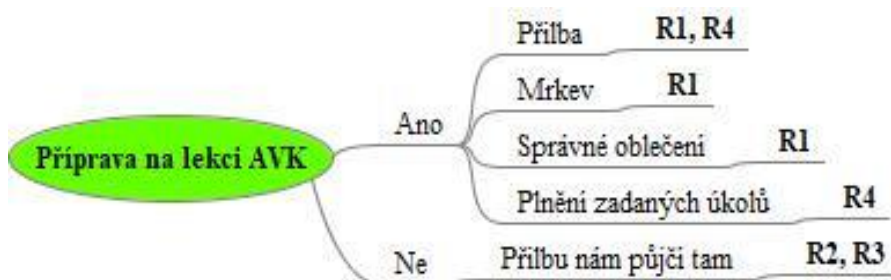 Příprava na lekci AVK
Ano
Přilba R1, R4
Mrkev R1
Správné oblečení R1
Plnění zadaných úkolů R4
Ne
Přilbu nám půjčí tam R2, R3